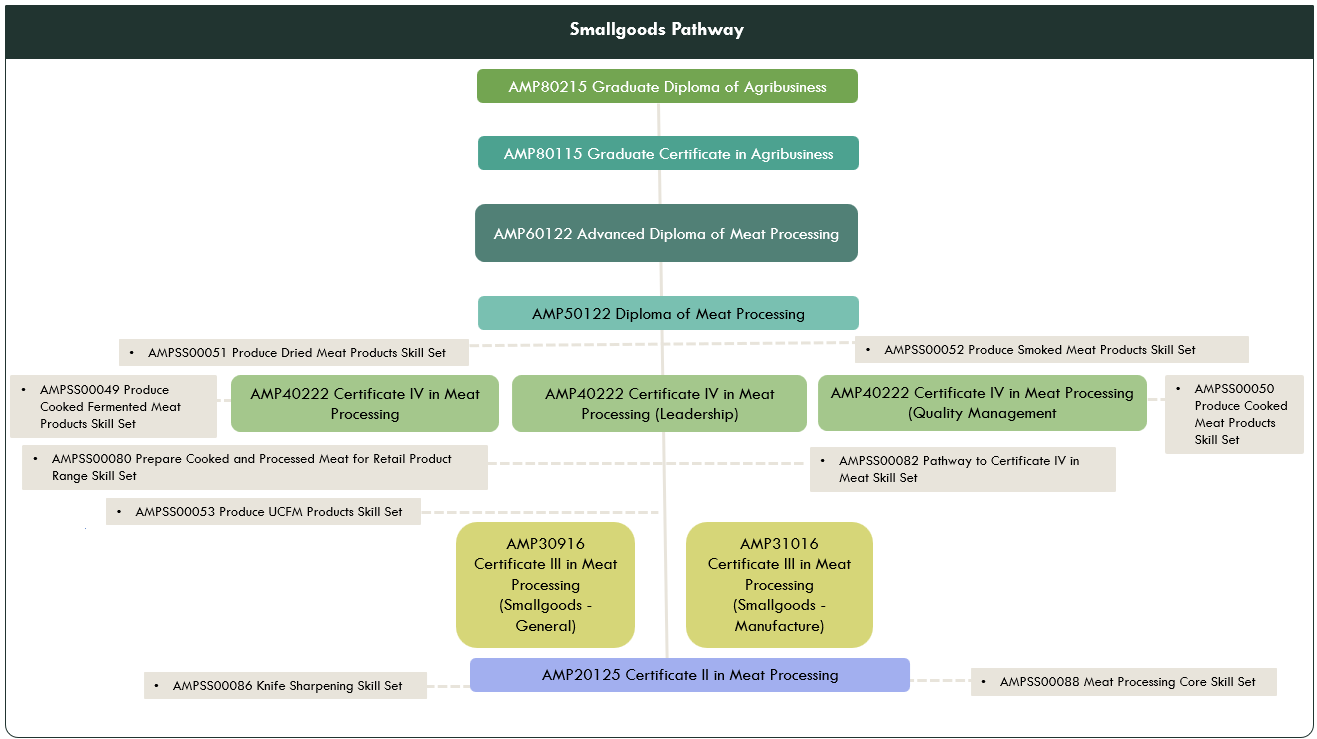 Smallgoods Pathway
AMP80215 Graduate Diploma of Agribusiness
AMP80115 Graduate Certificate in Agribusiness
AMP60122 Advanced Diploma of Meat Processing
AMP50122 Diploma of Meat Processing
• AMPSS00051 Produce Dried Meat Products Skill Set
• AMPSS00052 Produce Smoked Meat Products Skill Set
• AMPSS00049 Produce
Cooked Fermented Meat
Products Skill Set
AMP40222 Certificate IV in Meat
Processing
AMP40222 Certificate IV in Meat
Processing (Leadership)
AMP40222 Certificate IV in Meat Processing
(Quality Management
• AMPSS00050
Produce Cooked
Meat Products
Skill Set
• AMPSS00080 Prepare Cooked and Processed Meat for Retail Product
Range Skill Set
• AMPSS00082 Pathway to Certificate IV in
Meat Skill Set
• AMPSS00053 Produce UCFM Products Skill Set
AMP30916
Certificate III in Meat
Processing
(Smallgoods -
General)
AMP31016
Certificate III in Meat
Processing
(Smallgoods -
Manufacture)
AMP20125 Certificate II in Meat Processing
• AMPSS00086 Knife Sharpening Skill Set
• AMPSS00088 Meat Processing Core Skill Set